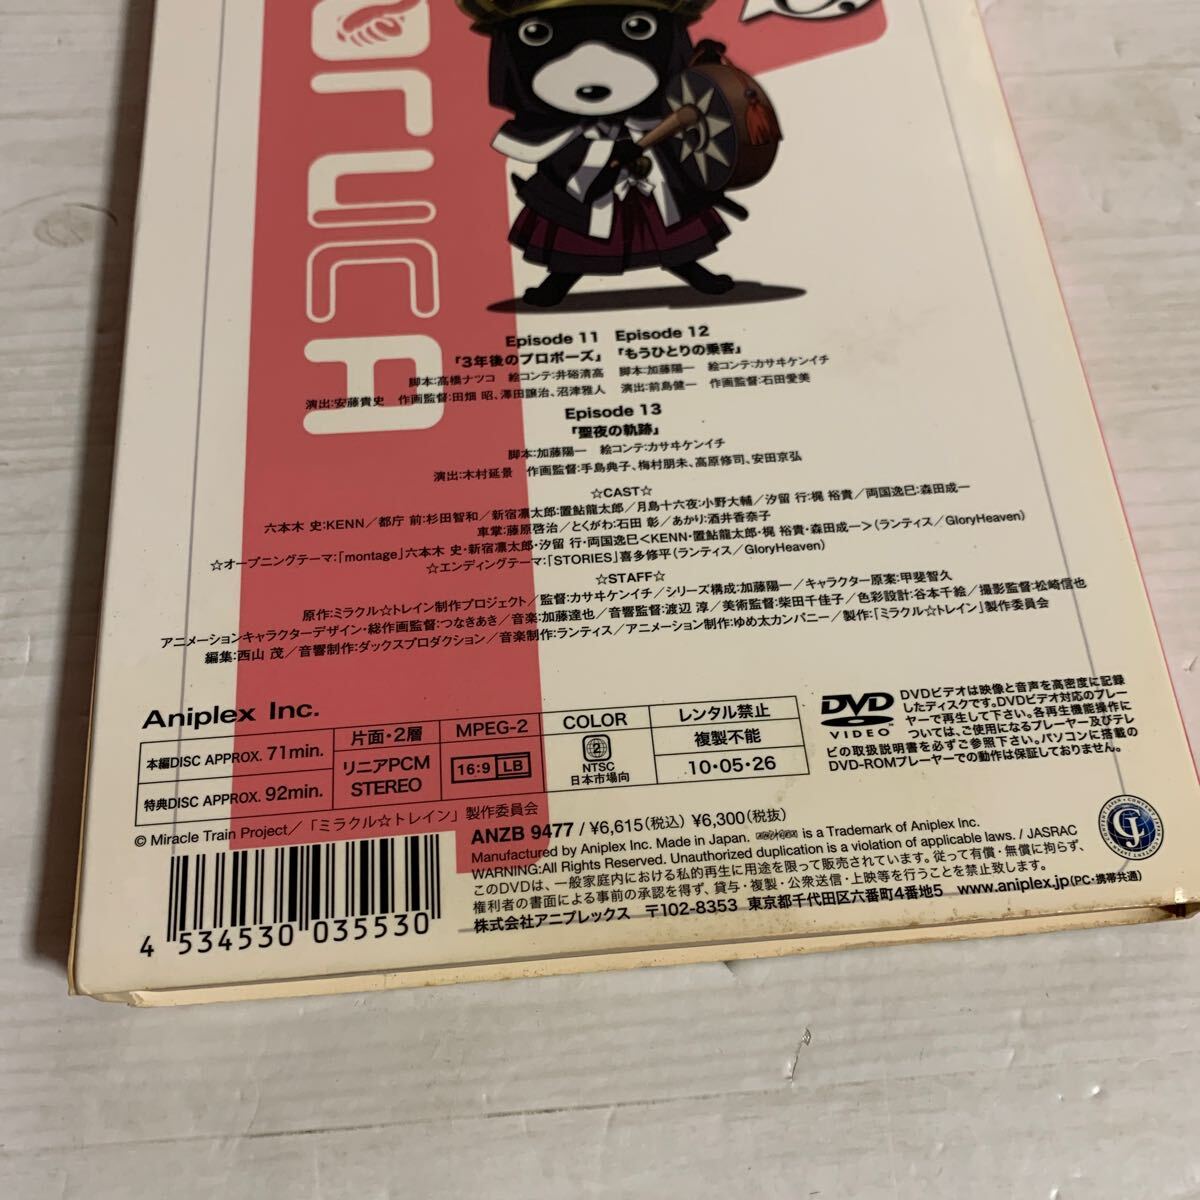 oruca
Episode 11　Episode 12
「3年後のプロポーズ」「もうひとりの乗客」
脚本:高橋ナツコ　絵コンテ:井硲清高　脚本:加藤陽一　絵コンテ:カサヰケンイチ
演出:安藤貴史　作画監督:田畑 昭、澤田譲治、沼津雅人　演出:前島健一　作画監督:石田愛美
Episode 13
「聖夜の軌跡」
脚本:加藤陽一　絵コンテ:カサヰケンイチ
演出:木村延景　作画監督:手島典子、梅村朋未、高原修司、安田京弘
☆CAST☆
六本木 史:KENN／都庁 前:杉田智和／新宿凛太郎:置鮎龍太郎／月島十六夜:小野大輔／汐留 行:梶 裕貴／両国逸巳:森田成一
車掌:藤原啓治／とくがわ:石田 彰／あかり:酒井香奈子
☆オープニングテーマ:「montage」六本木 史・新宿凛太郎・汐留 行・両国逸巳＜KENN・置鮎龍太郎・梶 裕貴・森田成一＞(ランティス／GloryHeaven)
☆エンディングテーマ:「STORIES」喜多修平(ランティス／GloryHeaven)
☆STAFF☆
原作:ミラクル☆トレイン制作プロジェクト／監督:カサヰケンイチ／シリーズ構成:加藤陽一／キャラクター原案:甲斐智久
アニメーションキャラクターデザイン・総作画監督:つなきあき／音楽:加藤達也／音響監督:渡辺 淳／美術監督:柴田千佳子／色彩設計:谷本千絵／撮影監督:松崎信也
編集:西山 茂／音響制作:ダックスプロダクション／音楽制作:ランティス／アニメーション制作:ゆめ太カンパニー／製作:「ミラクル☆トレイン」製作委員会
Aniplex Inc.
本編DISC APPROX. 71min.
特典DISC APPROX. 92min.
片面・2層
リニアPCM
STEREO
MPEG-2
16:9 LB
COLOR
2
NTSC
日本市場向
レンタル禁止
複製不能
10・05・26
DVD
VIDEO
DVDビデオは映像と音声を高密度に記録
したディスクです。DVDビデオ対応のプレー
ヤーで再生して下さい。各再生機能操作に
ついては、ご使用になるプレーヤー及びテレ
ビの取扱説明書を必ずご参照下さい。パソコンに搭載の
DVD-ROMプレーヤーでの動作は保証しておりません。
© Miracle Train Project／「ミラクル☆トレイン」製作委員会
ANZB 9477 / ¥6,615(税込) ¥6,300(税抜)
Manufactured by Aniplex Inc. Made in Japan. is a Trademark of Aniplex Inc.
WARNING:All Rights Reserved. Unauthorized duplication is a violation of applicable laws. / JASRAC
このDVDは、一般家庭内における私的再生に用途を限って販売されています。従って有償・無償に拘らず、
権利者の書面による事前の承認を得ず、貸与・複製・公衆送信・上映等を行うことを禁止致します。
株式会社アニプレックス　〒102-8353　東京都千代田区六番町4番地5　www.aniplex.jp(PC・携帯共通)
4 534530 035530